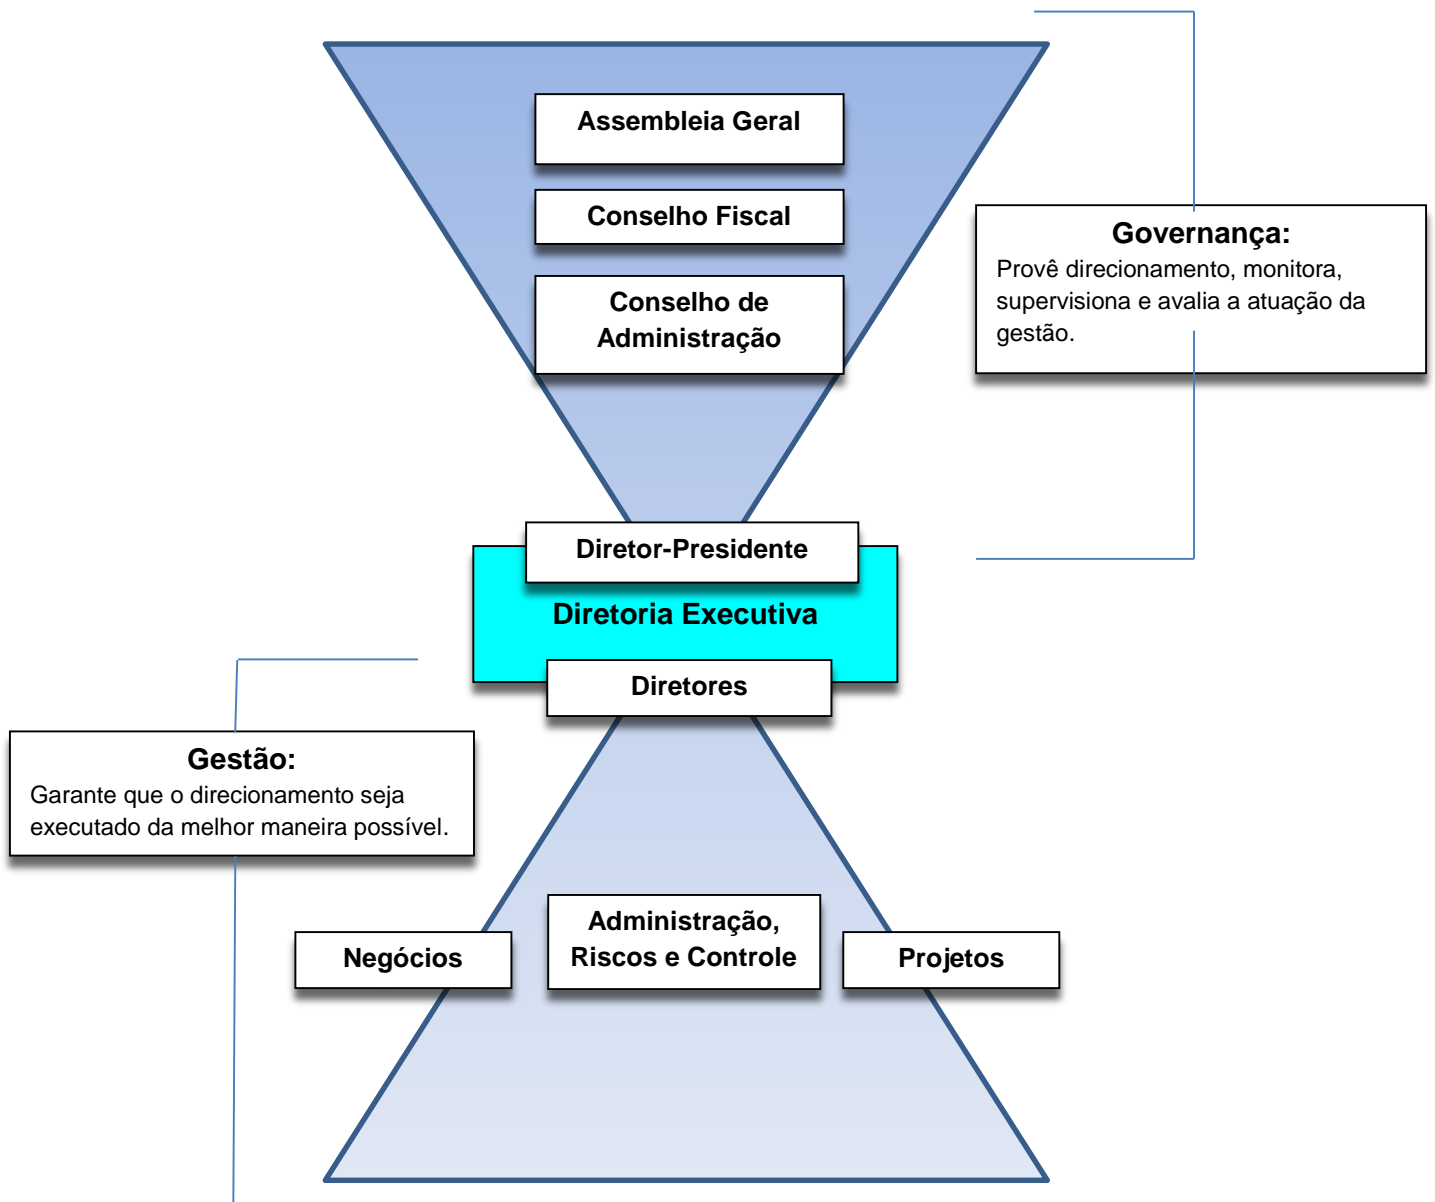 Assembleia Geral
Conselho Fiscal
Conselho de
Administração
Governança:
Provê direcionamento, monitora,
supervisiona e avalia a atuação da
gestão.
Diretor-Presidente
Diretoria Executiva
Diretores
Gestão:
Garante que o direcionamento seja
executado da melhor maneira possível.
Negócios
Administração,
Riscos e Controle
Projetos